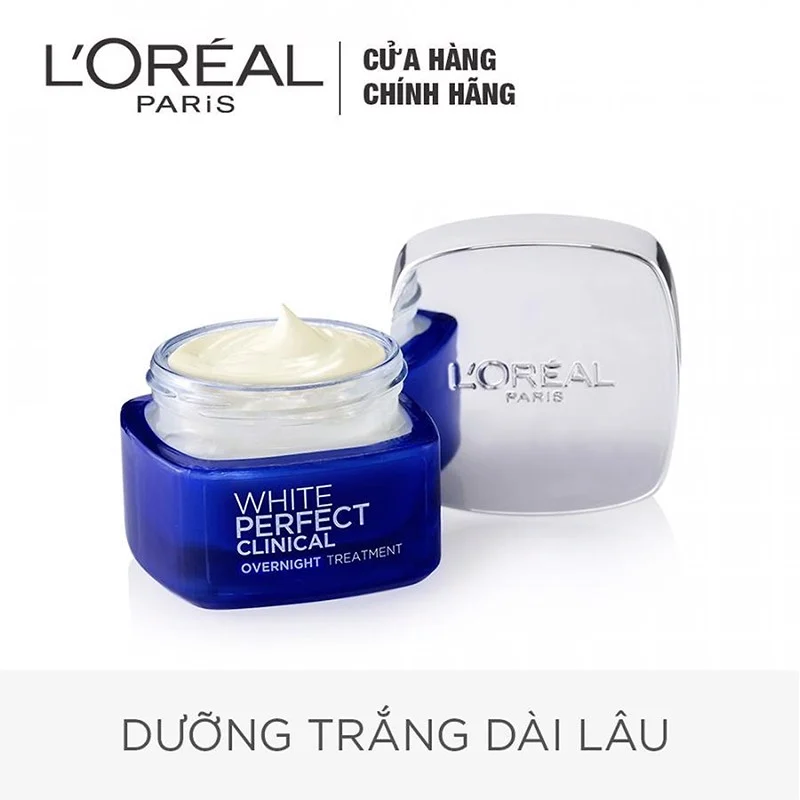 L'ORÉAL
PARiS
CỬA HÀNG
CHÍNH HÃNG
L'ORÉAL
PARIS
WHITE
PERFECT
CLINICAL
OVERNIGHT TREATMENT
DƯỠNG TRẮNG DÀI LÂU